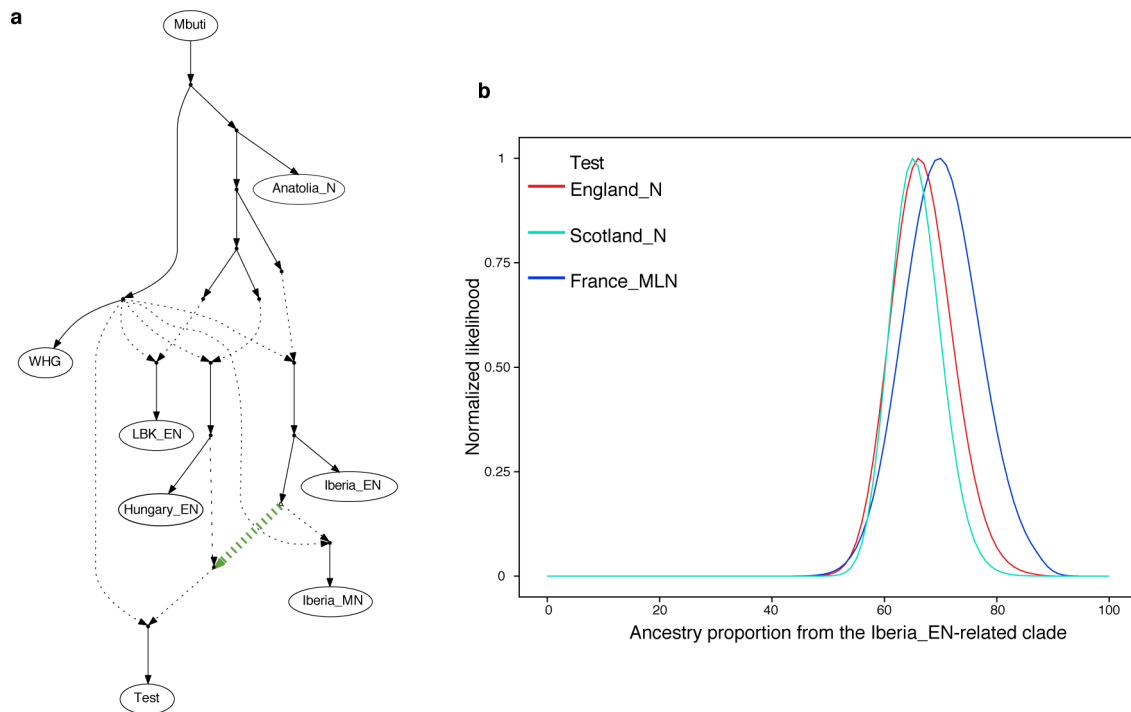 a
Mbuti
Anatolia_N
WHG
LBK_EN
Iberia_EN
Hungary_EN
Iberia_MN
Test
b
Test
England_N
Scotland_N
France_MLN
Normalized likelihood
1
0.75
0.50
0.25
0
0 20 40 60 80 100
Ancestry proportion from the Iberia_EN-related clade